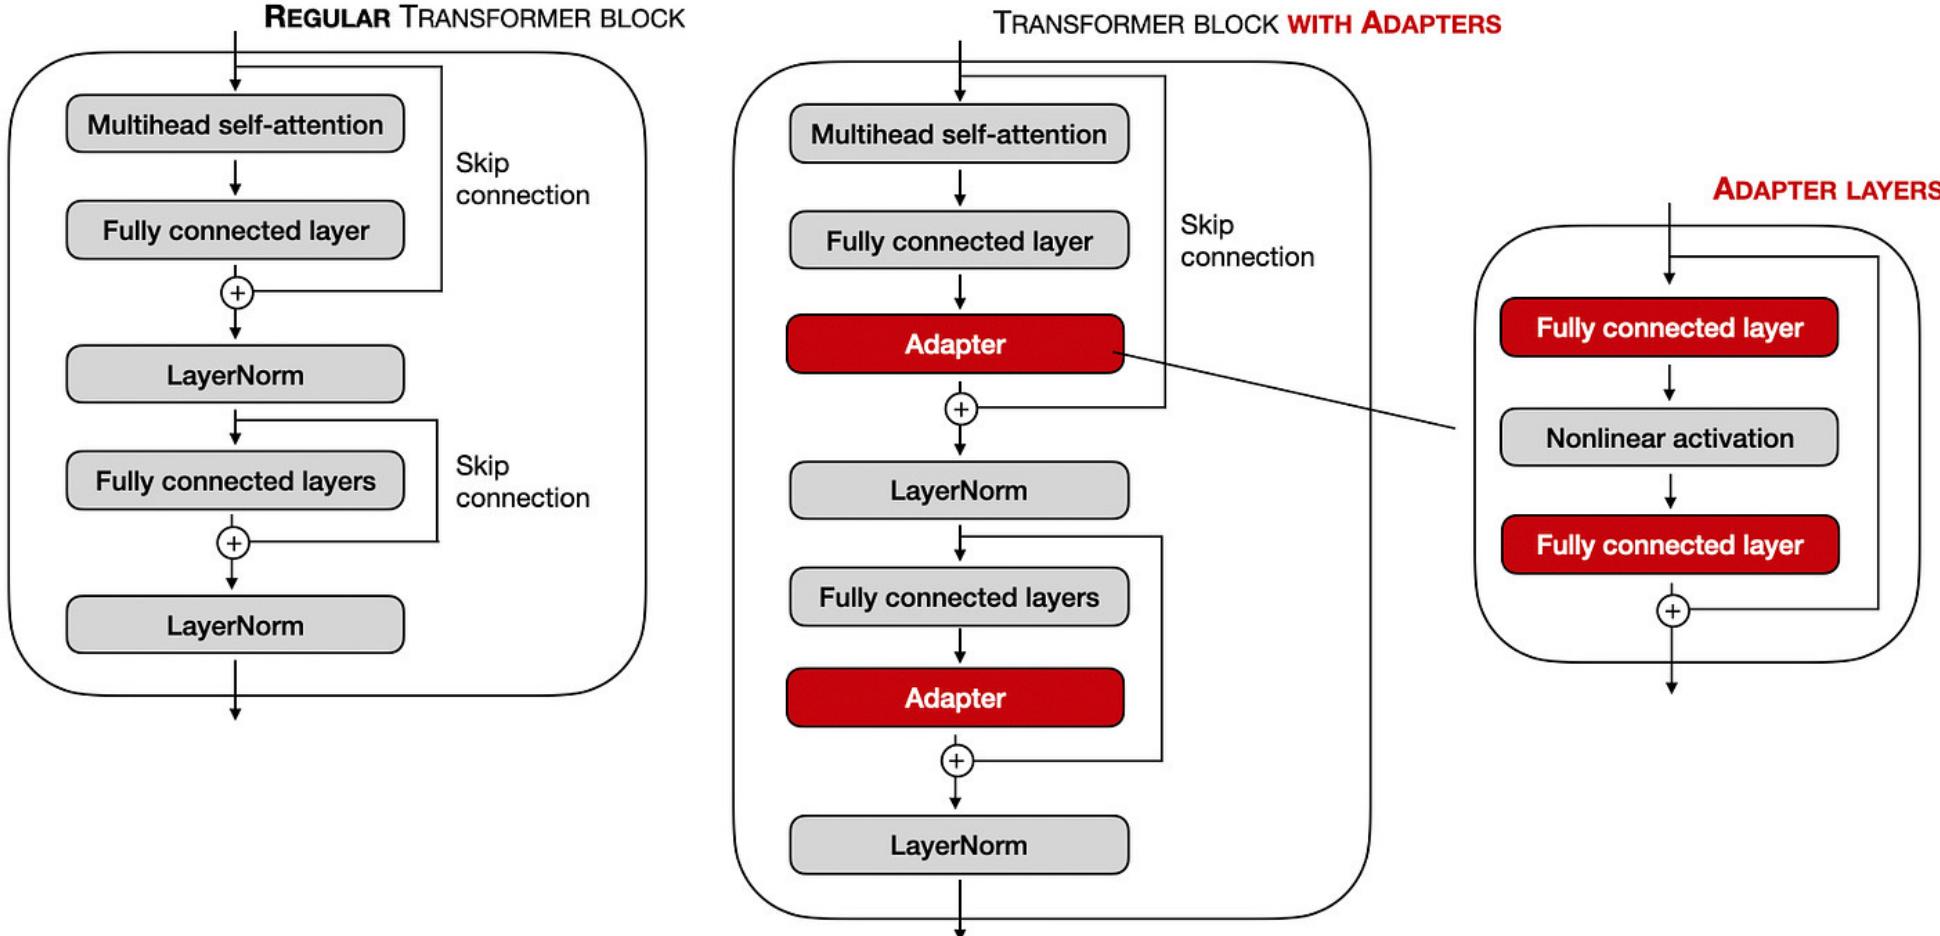 REGULAR TRANSFORMER BLOCK
Multihead self-attention
Skip
connection
Fully connected layer
+
LayerNorm
Fully connected layers
Skip
connection
+
LayerNorm
TRANSFORMER BLOCK WITH ADAPTERS
Multihead self-attention
Fully connected layer
Skip
connection
Adapter
+
LayerNorm
Fully connected layers
Adapter
+
LayerNorm
ADAPTER LAYERS
Fully connected layer
Nonlinear activation
Fully connected layer
+